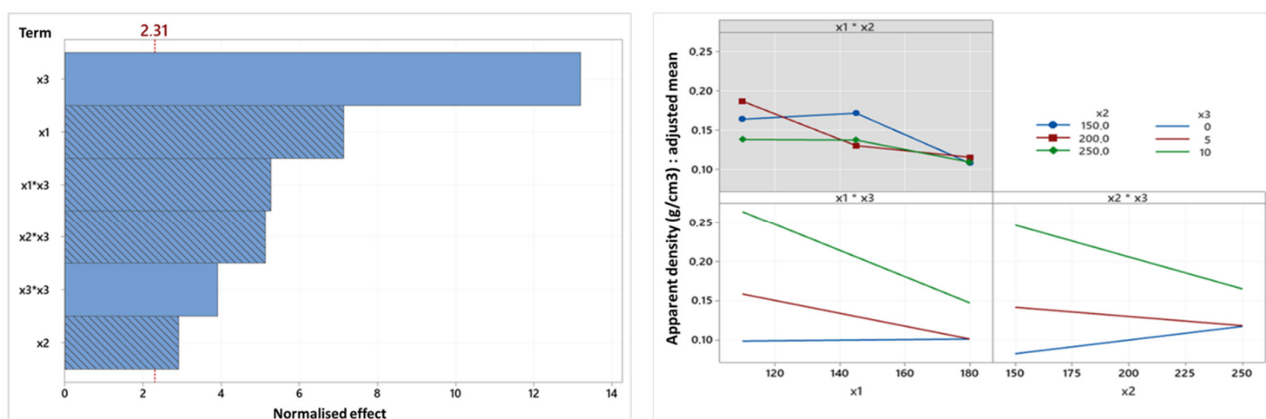 Term
2.31
x3
x1
x1*x3
x2*x3
x3*x3
x2
0 2 4 6 8 10 12 14
Normalised effect
Apparent density (g/cm3) : adjusted mean
x1 * x2
0,25
0,20
0,15
0,10
x2
150,0
200,0
250,0
x3
0
5
10
x1 * x3
x2 * x3
0,25
0,20
0,15
0,10
120 140 160 180
150 175 200 225 250
x1
x2